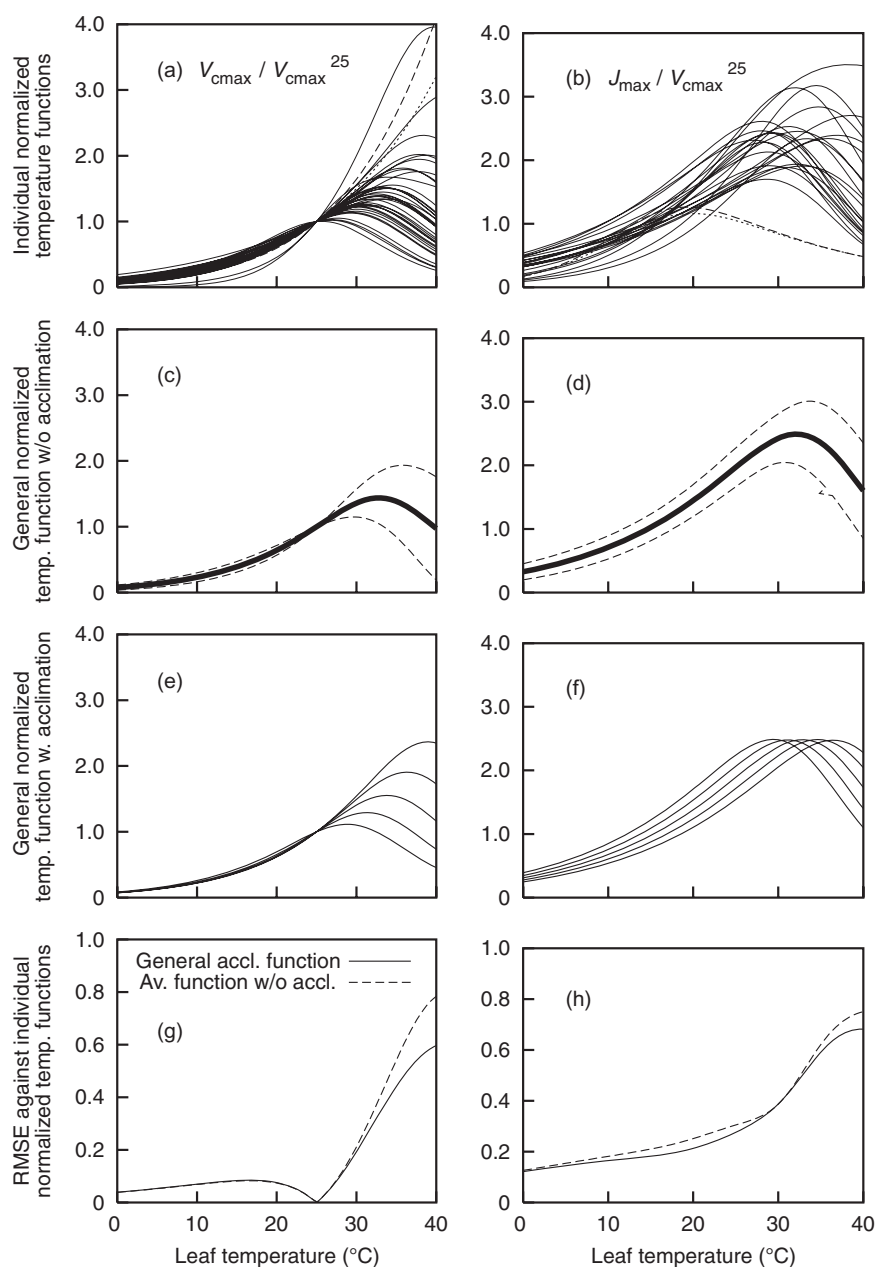 Individual normalized
temperature functions
4.0
3.0
2.0
1.0
0
(a) Vcmax / Vcmax 25
4.0
3.0
2.0
1.0
0
(b) Jmax / Vcmax 25
General normalized
temp. function w/o acclimation
4.0
3.0
2.0
1.0
0
(c)
4.0
3.0
2.0
1.0
0
(d)
General normalized
temp. function w. acclimation
4.0
3.0
2.0
1.0
0
(e)
4.0
3.0
2.0
1.0
0
(f)
RMSE against individual
normalized temp. functions
1.0
0.8
0.6
0.4
0.2
0
General accl. function
Av. function w/o accl.
(g)
0 10 20 30 40
Leaf temperature (°C)
1.0
0.8
0.6
0.4
0.2
0
(h)
0 10 20 30 40
Leaf temperature (°C)